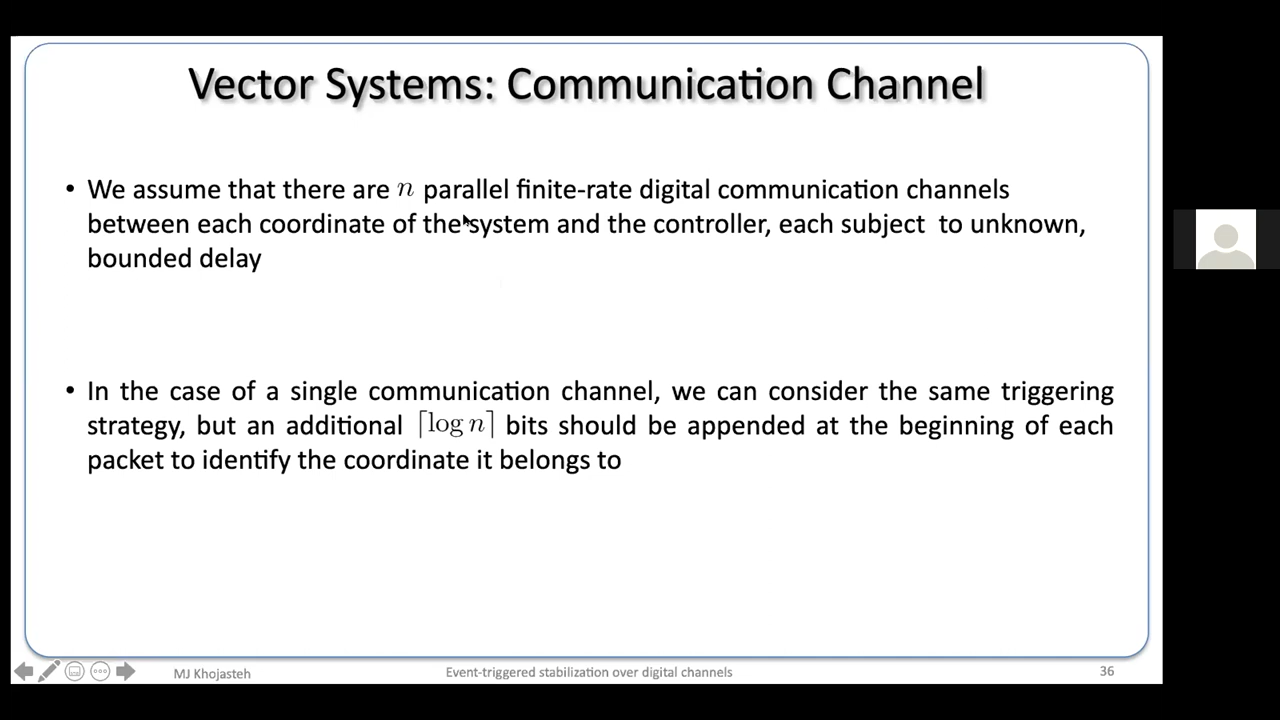 Vector Systems: Communication Channel
• We assume that there are n parallel finite-rate digital communication channels
between each coordinate of the system and the controller, each subject to unknown,
bounded delay
• In the case of a single communication channel, we can consider the same triggering
strategy, but an additional ⌈log n⌉ bits should be appended at the beginning of each
packet to identify the coordinate it belongs to
MJ Khojasteh
Event-triggered stabilization over digital channels
36